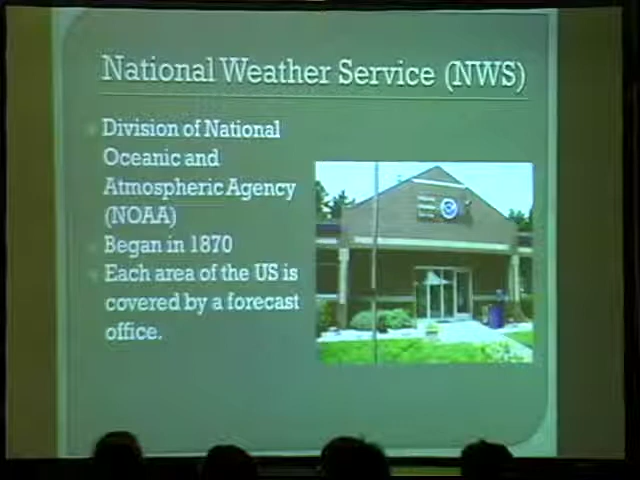 National Weather Service (NWS)
Division of National
Oceanic and
Atmospheric Agency
(NOAA)
Began in 1870
Each area of the US is
covered by a forecast
office.